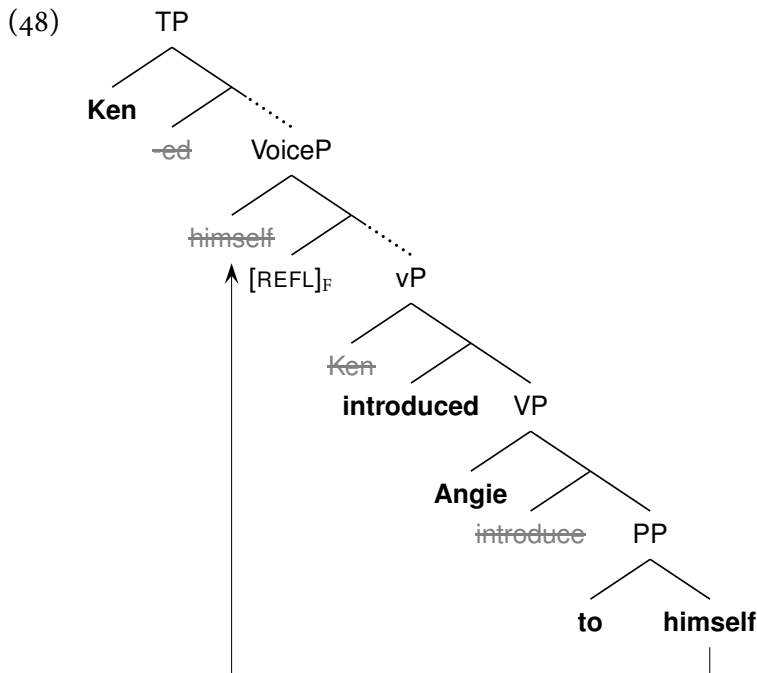 (48) TP
Ken
-ed VoiceP
himself
[REFL]F vP
Ken
introduced VP
Angie
introduce PP
to himself